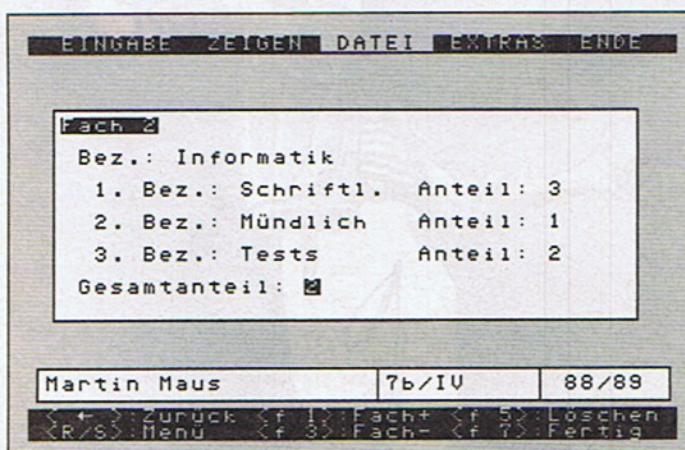 EINGABE ZEIGEN DATEI EXTRAS ENDE
Fach 2
Bez.: Informatik
1. Bez.: Schriftl. Anteil: 3
2. Bez.: Mündlich Anteil: 1
3. Bez.: Tests Anteil: 2
Gesamtanteil: 2
Martin Maus 7b/IV 88/89
< ← >:Zurück <f 1>:Fach+ <f 5>:Löschen
<R/S>:Menü <f 3>:Fach- <f 7>:Fertig